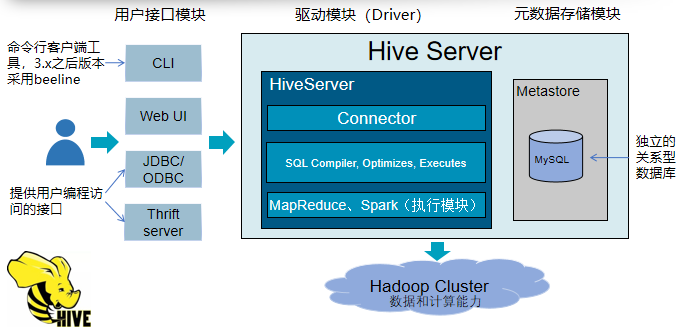 用户接口模块
驱动模块（Driver）
元数据存储模块
命令行客户端工
具，3.x之后版本
采用beeline
CLI
Web UI
JDBC/
ODBC
Thrift
server
提供用户编程访
问的接口
Hive Server
HiveServer
Connector
SQL Compiler, Optimizes, Executes
MapReduce、Spark（执行模块）
Metastore
MySQL
独立的
关系型
数据库
Hadoop Cluster
数据和计算能力
HIVE